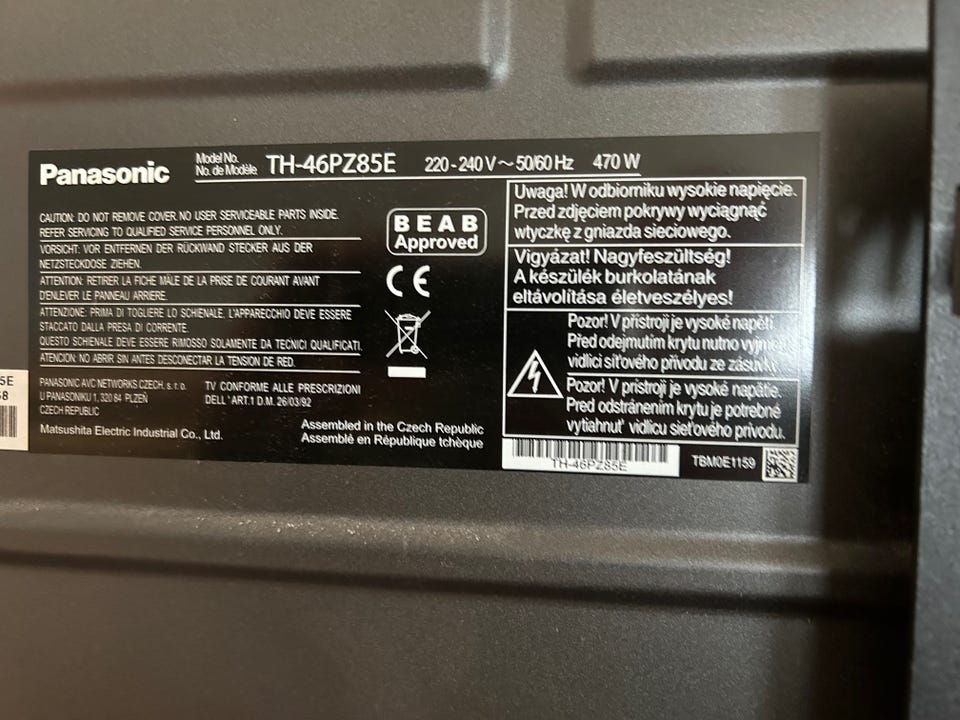 Panasonic
Model No.
No. de Modèle
TH-46PZ85E 220 - 240 V ~ 50/60 Hz 470 W
CAUTION: DO NOT REMOVE COVER. NO USER SERVICEABLE PARTS INSIDE.
REFER SERVICING TO QUALIFIED SERVICE PERSONNEL ONLY.
VORSICHT: VOR ENTFERNEN DER RÜCKWAND STECKER AUS DER
NETZSTECKDOSE ZIEHEN.
ATTENTION: RETIRER LA FICHE MÂLE DE LA PRISE DE COURANT AVANT
D'ENLEVER LE PANNEAU ARRIERE.
ATTENZIONE: PRIMA DI TOGLIERE LO SCHIENALE. L'APPARECCHIO DEVE ESSERE
STACCATO DALLA PRESA DI CORRENTE.
QUESTO SCHIENALE DEVE ESSERE RIMOSSO SOLAMENTE DA TECNICI QUALIFICATI.
ATENCION: NO ABRIR SIN ANTES DESCONECTAR LA TENSION DE RED.
BEAB
Approved
CE
PANASONIC AVC NETWORKS CZECH, s. r.o.
U PANASONIKU 1, 320 84 PLZEŇ
CZECH REPUBLIC
TV CONFORME ALLE PRESCRIZIONI
DELL 'ART.1 D.M. 26/03/92
Matsushita Electric Industrial Co., Ltd.
Assembled in the Czech Republic
Assemblé en République tchèque
Uwaga! W odbiorniku wysokie napięcie.
Przed zdjęciem pokrywy wyciągnąć
wtyczkę z gniazda sieciowego.
Vigyázat! Nagyfeszültség!
A készülék burkolatának
eltávolítása életveszélyes!
Pozor! V přístroji je vysoké napětí.
Před odejmutím krytu nutno vyjmout
vidlici síťového přívodu ze zásuvky.
Pozor! V prístroji je vysoké napätie.
Pred odstránením krytu je potrebné
vytiahnuť vidlicu sieťového prívodu.
TH-46PZ85E
TBM0E1159
5E
58